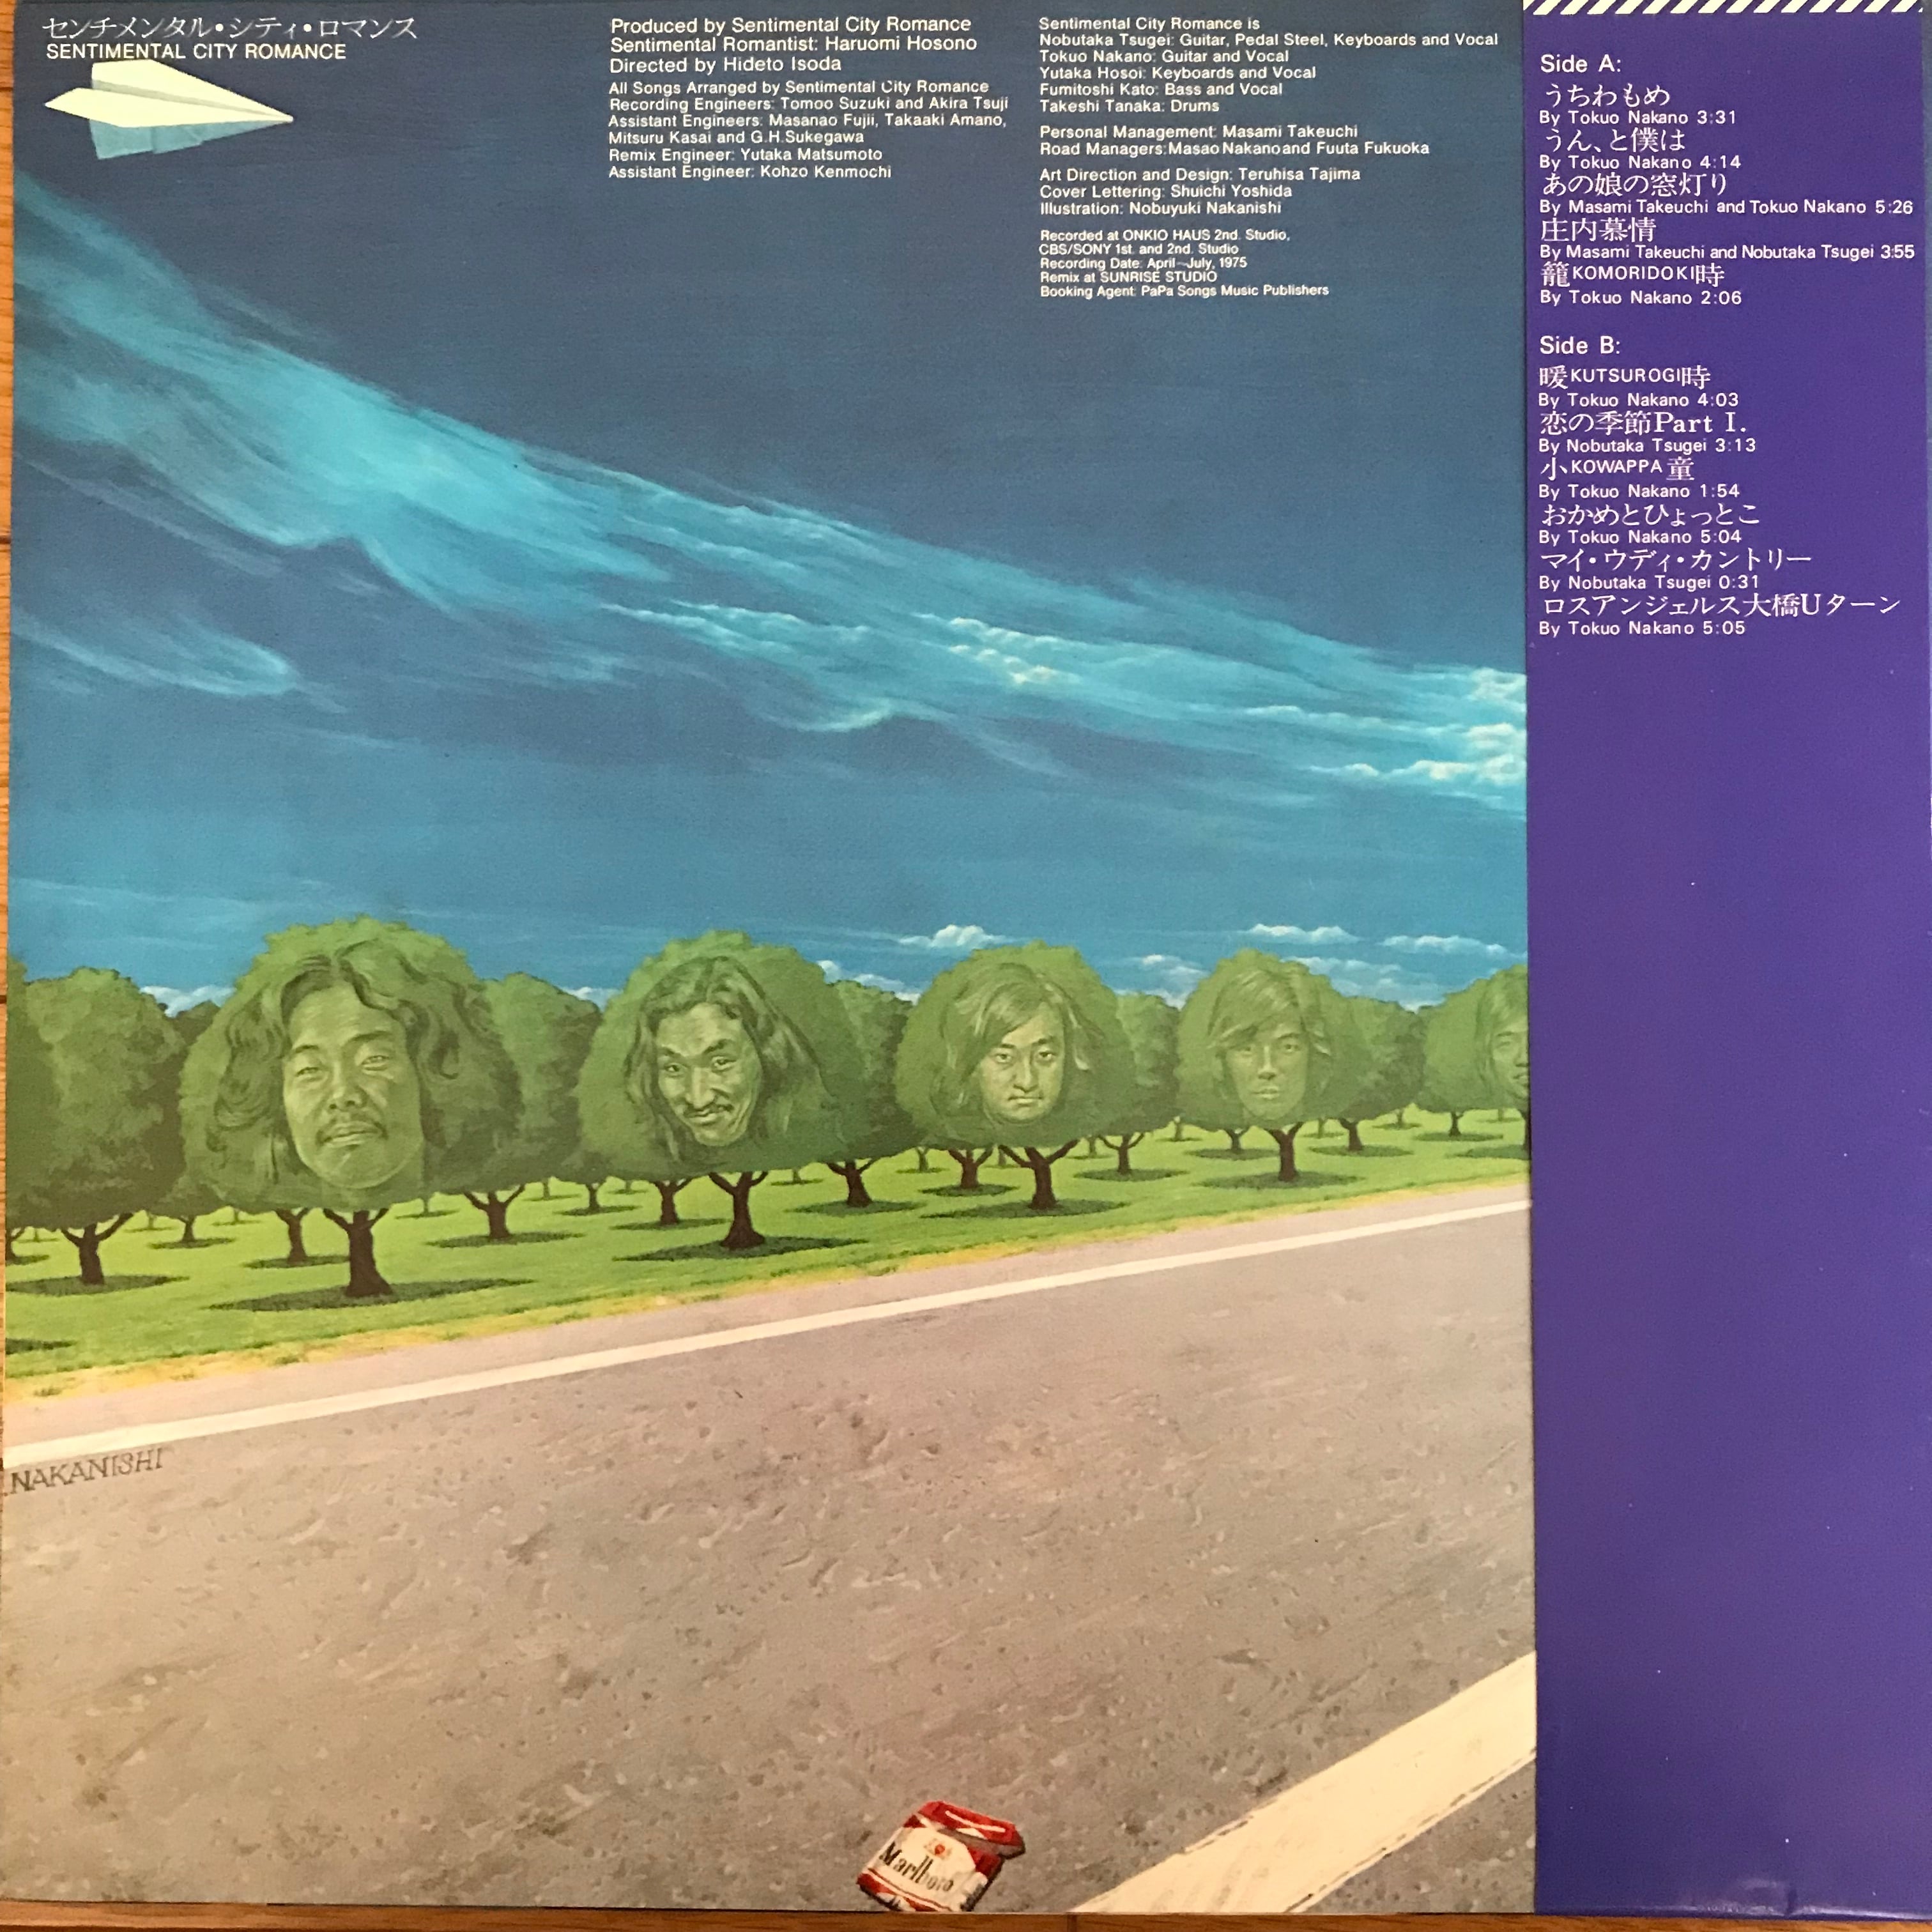 センチメンタル・シティ・ロマンス
SENTIMENTAL CITY ROMANCE
Produced by Sentimental City Romance
Sentimental Romantist: Haruomi Hosono
Directed by Hideto Isoda
All Songs Arranged by Sentimental City Romance
Recording Engineers: Tomoo Suzuki and Akira Tsuji
Assistant Engineers: Masanao Fujii, Takaaki Amano,
Mitsuru Kasai and G.H.Sukegawa
Remix Engineer: Yutaka Matsumoto
Assistant Engineer: Kohzo Kenmochi
Sentimental City Romance is
Nobutaka Tsugei: Guitar, Pedal Steel, Keyboards and Vocal
Tokuo Nakano: Guitar and Vocal
Yutaka Hosoi: Keyboards and Vocal
Fumitoshi Kato: Bass and Vocal
Takeshi Tanaka: Drums
Personal Management: Masami Takeuchi
Road Managers: Masao Nakano and Fuuta Fukuoka
Art Direction and Design: Teruhisa Tajima
Cover Lettering: Shuichi Yoshida
Illustration: Nobuyuki Nakanishi
Recorded at ONKIO HAUS 2nd. Studio,
CBS/SONY 1st. and 2nd. Studio
Recording Date: April–July, 1975
Remix at SUNRISE STUDIO
Booking Agent: PaPa Songs Music Publishers
Side A:
うちわもめ
By Tokuo Nakano 3:31
うん、と僕は
By Tokuo Nakano 4:14
あの娘の窓灯り
By Masami Takeuchi and Tokuo Nakano 5:26
庄内慕情
By Masami Takeuchi and Nobutaka Tsugei 3:55
籠KOMORIDOKI時
By Tokuo Nakano 2:06
Side B:
暖KUTSUROGI時
By Tokuo Nakano 4:03
恋の季節Part I.
By Nobutaka Tsugei 3:13
小KOWAPPA童
By Tokuo Nakano 1:54
おかめとひょっとこ
By Tokuo Nakano 5:04
マイ・ウディ・カントリー
By Nobutaka Tsugei 0:31
ロスアンジェルス大橋Uターン
By Tokuo Nakano 5:05
NAKANISHI
Marlboro